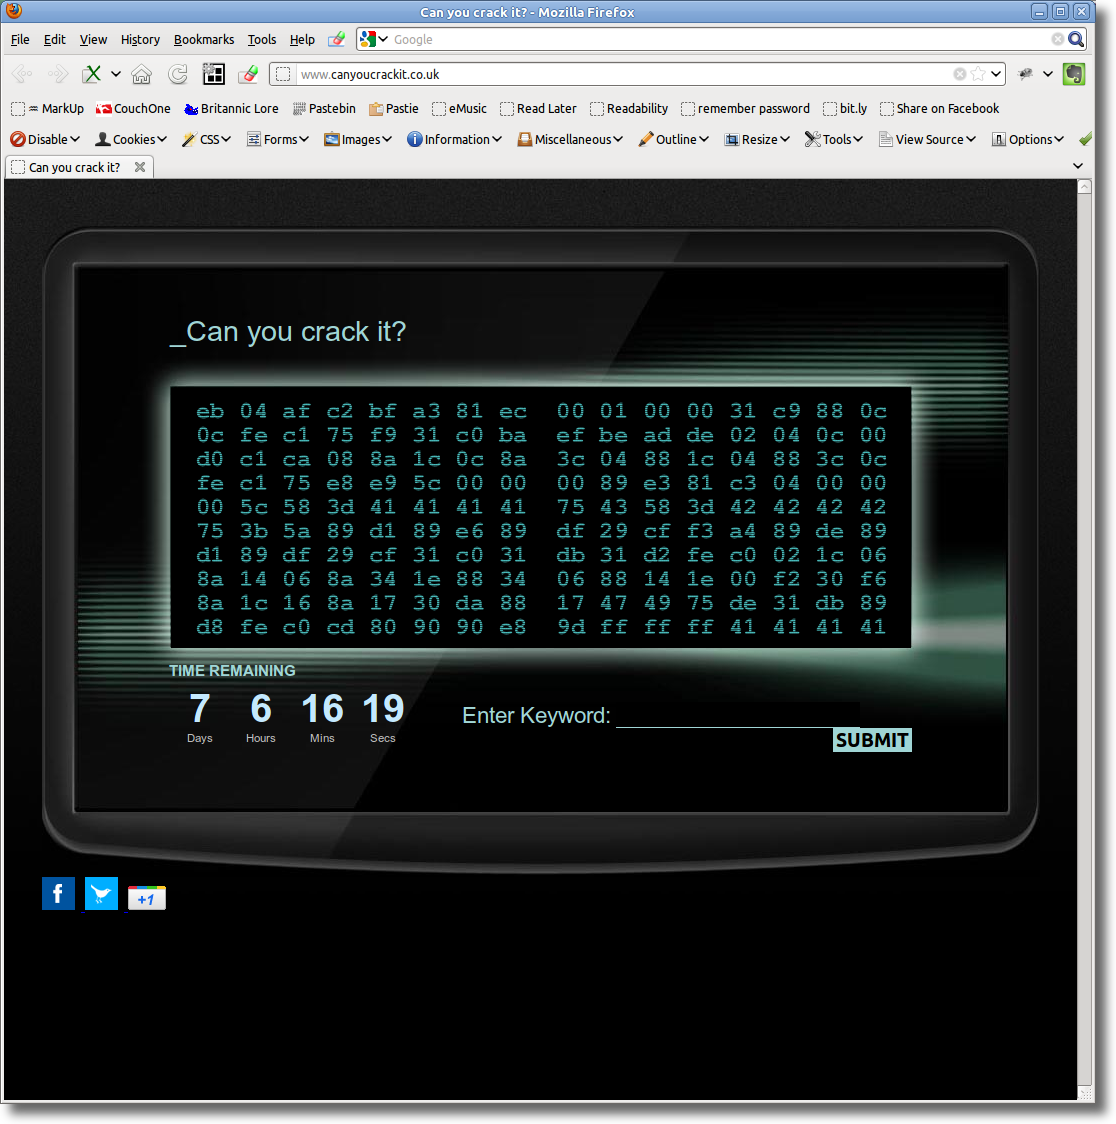 Can you crack it? - Mozilla Firefox
File Edit View History Bookmarks Tools Help Google
www.canyoucrackit.co.uk
MarkUp CouchOne Britannic Lore Pastebin Pastie eMusic Read Later Readability remember password bit.ly Share on Facebook
Disable Cookies CSS Forms Images Information Miscellaneous Outline Resize Tools View Source Options
Can you crack it?
_Can you crack it?
eb 04 af c2 bf a3 81 ec 00 01 00 00 31 c9 88 0c
0c fe c1 75 f9 31 c0 ba ef be ad de 02 04 0c 00
d0 c1 ca 08 8a 1c 0c 8a 3c 04 88 1c 04 88 3c 0c
fe c1 75 e8 e9 5c 00 00 00 89 e3 81 c3 04 00 00
00 5c 58 3d 41 41 41 41 75 43 58 3d 42 42 42 42
75 3b 5a 89 d1 89 e6 89 df 29 cf f3 a4 89 de 89
d1 89 df 29 cf 31 c0 31 db 31 d2 fe c0 02 1c 06
8a 14 06 8a 34 1e 88 34 06 88 14 1e 00 f2 30 f6
8a 1c 16 8a 17 30 da 88 17 47 49 75 de 31 db 89
d8 fe c0 cd 80 90 90 e8 9d ff ff ff 41 41 41 41
TIME REMAINING
7 6 16 19
Days Hours Mins Secs
Enter Keyword:
SUBMIT
f
+1